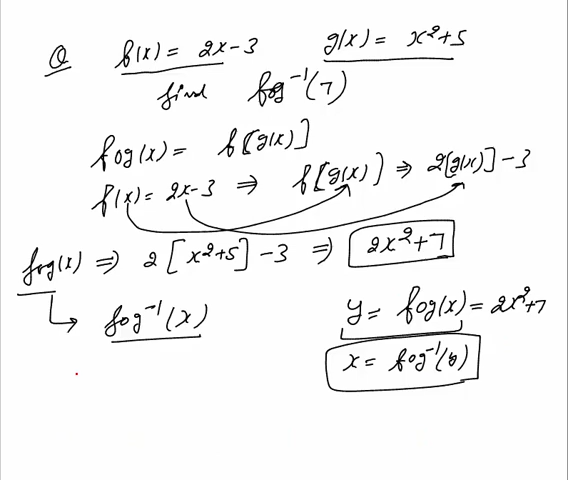 Q f(x) = 2x-3 g(x) = x²+5
find fog⁻¹(7)
fog(x) = f[g(x)]
f(x) = 2x-3 ⇒ f[g(x)] ⇒ 2[g(x)]-3
fog(x) ⇒ 2[x²+5]-3 ⇒ 2x²+7
fog⁻¹(x)
y = fog(x) = 2x²+7
x = fog⁻¹(y)